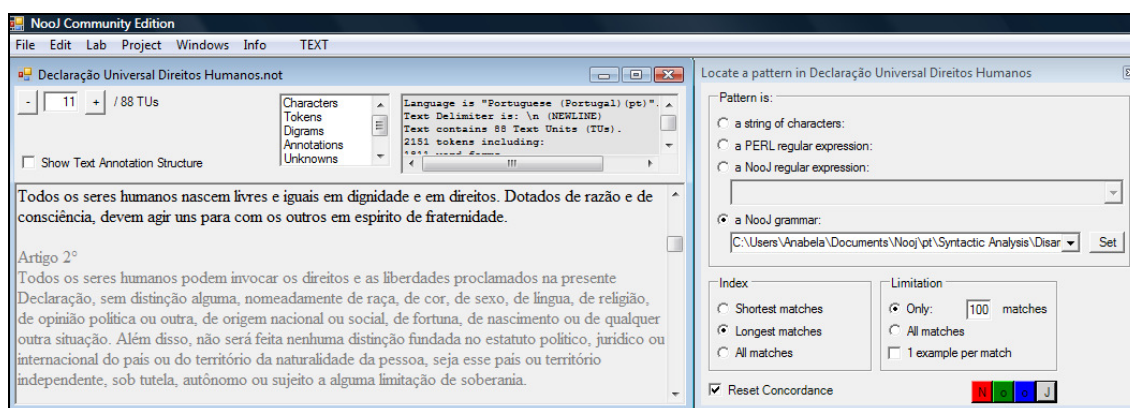 NooJ Community Edition
File Edit Lab Project Windows Info TEXT
Declaração Universal Direitos Humanos.not
- 11 + / 88 TUs
Characters
Tokens
Digrams
Annotations
Unknowns
Language is "Portuguese (Portugal)(pt)".
Text Delimiter is: \n (NEWLINE)
Text contains 88 Text Units (TUs).
2151 tokens including:
Show Text Annotation Structure
Todos os seres humanos nascem livres e iguais em dignidade e em direitos. Dotados de razão e de
consciência, devem agir uns para com os outros em espírito de fraternidade.
Artigo 2°
Todos os seres humanos podem invocar os direitos e as liberdades proclamados na presente
Declaração, sem distinção alguma, nomeadamente de raça, de cor, de sexo, de língua, de religião,
de opinião política ou outra, de origem nacional ou social, de fortuna, de nascimento ou de qualquer
outra situação. Além disso, não será feita nenhuma distinção fundada no estatuto político, jurídico ou
internacional do país ou do território da naturalidade da pessoa, seja esse país ou território
independente, sob tutela, autônomo ou sujeito a alguma limitação de soberania.
Locate a pattern in Declaração Universal Direitos Humanos
Pattern is:
a string of characters:
a PERL regular expression:
a NooJ regular expression:
a NooJ grammar:
C:\Users\Anabela\Documents\Nooj\pt\Syntactic Analysis\Disar Set
Index
Shortest matches
Longest matches
All matches
Limitation
Only: 100 matches
All matches
1 example per match
Reset Concordance
N o o J